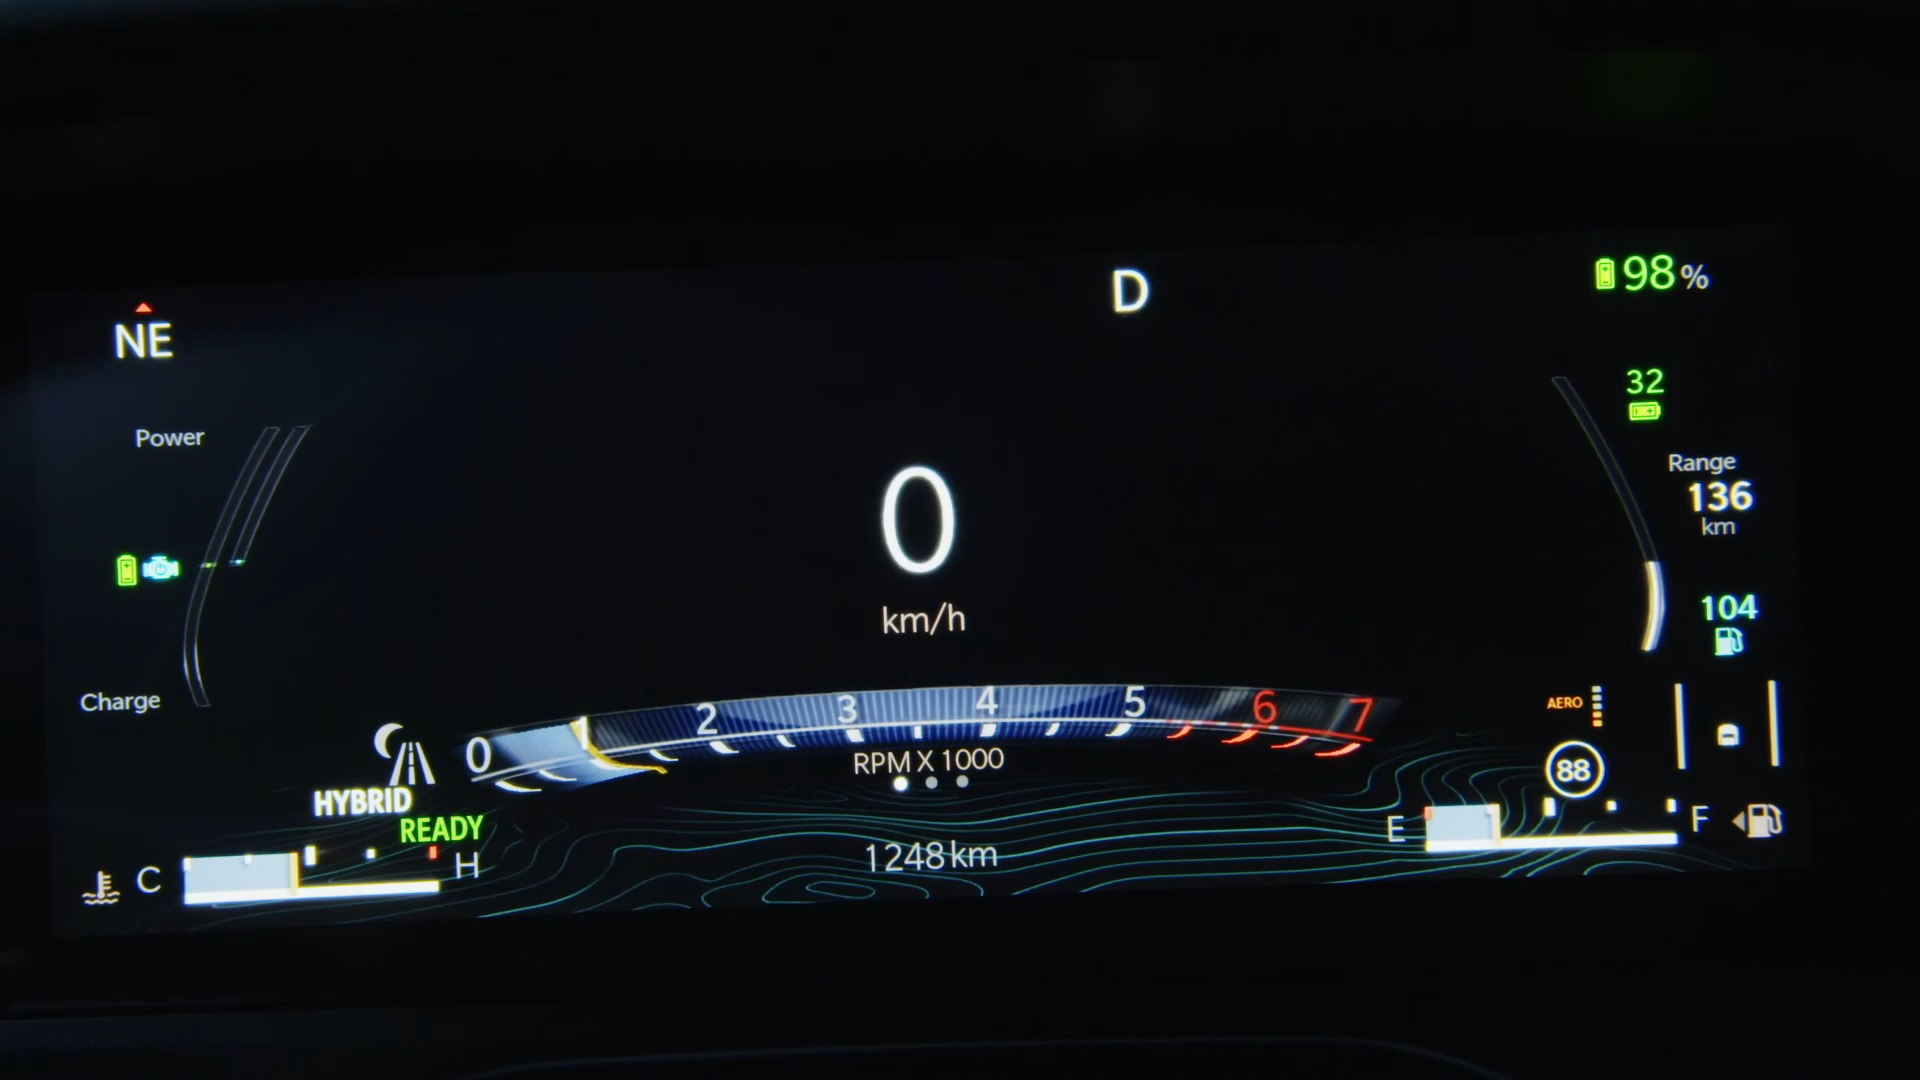 D
98%
NE
32
Power
Range
136
km
0
km/h
104
Charge
AERO
0 1 2 3 4 5 6 7
RPM X 1000
88
HYBRID
READY
E F
1248 km
C H